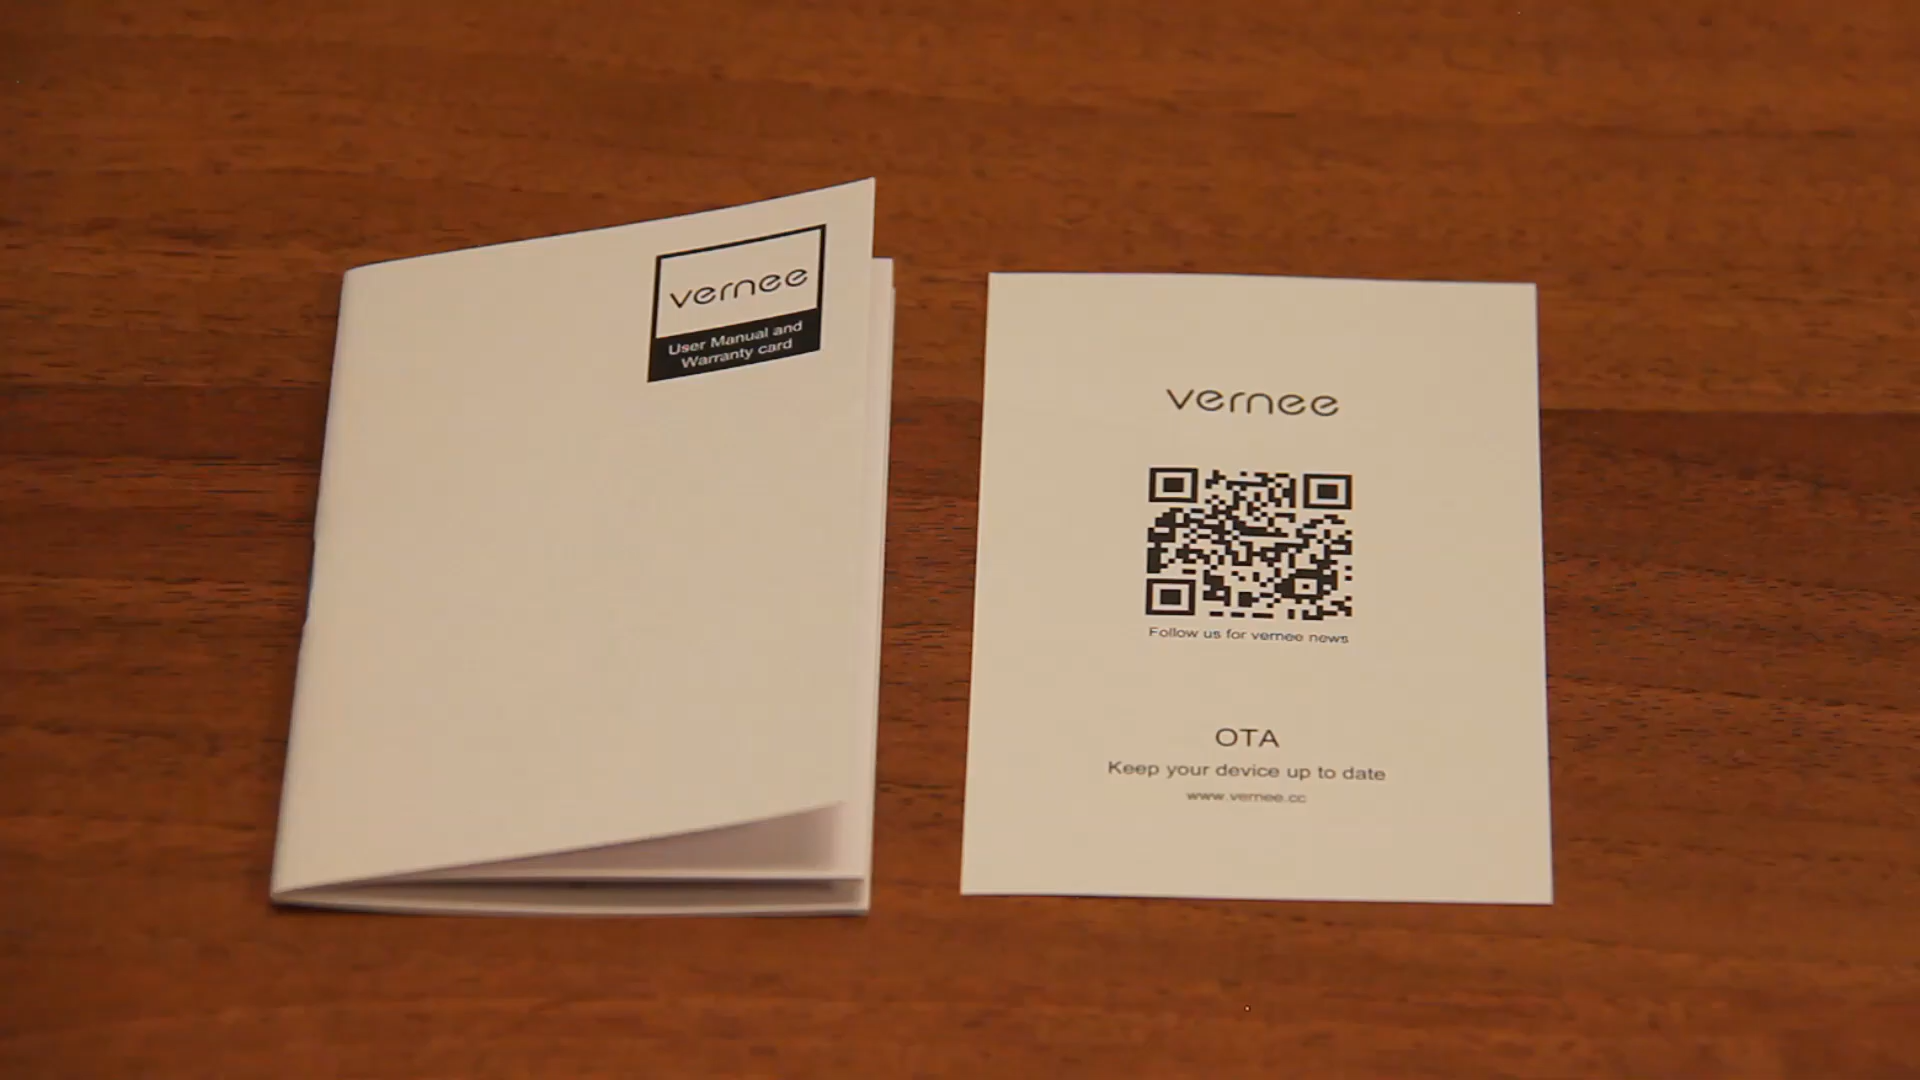 vernee
User Manual and
Warranty card
vernee
Follow us for vernee news
OTA
Keep your device up to date
www.vernee.cc